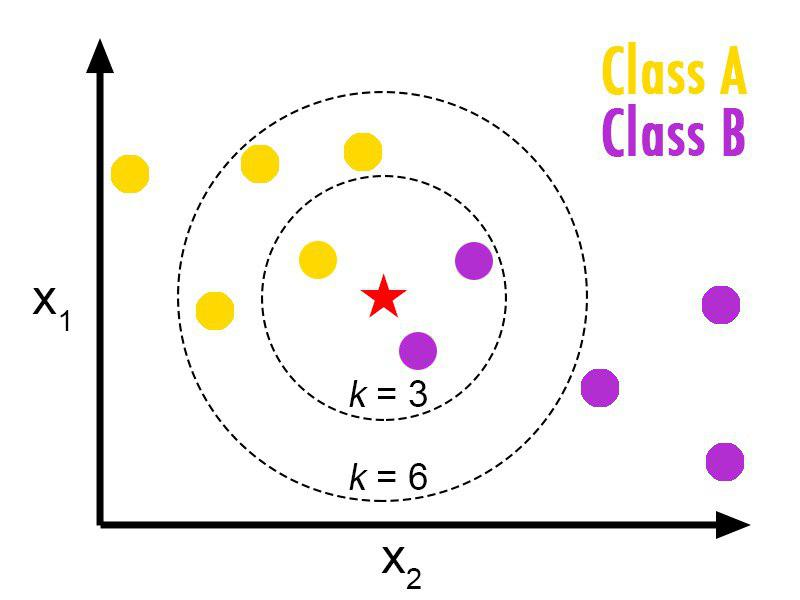 Class A
Class B
x₁
k = 3
k = 6
x₂